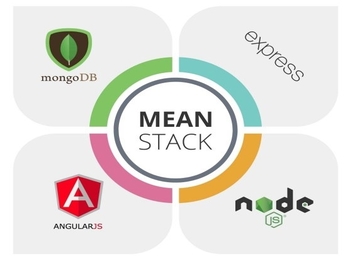 mongoDB
express
MEAN
STACK
A
ANGULARJS
node
JS